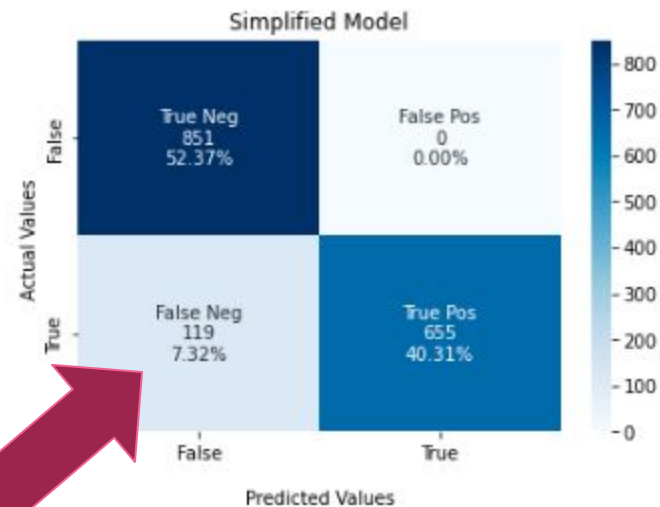 Simplified Model
True Neg
851
52.37%
False Pos
0
0.00%
False Neg
119
7.32%
True Pos
655
40.31%
Actual Values
False
True
False
True
Predicted Values
800
700
600
500
400
300
200
100
0